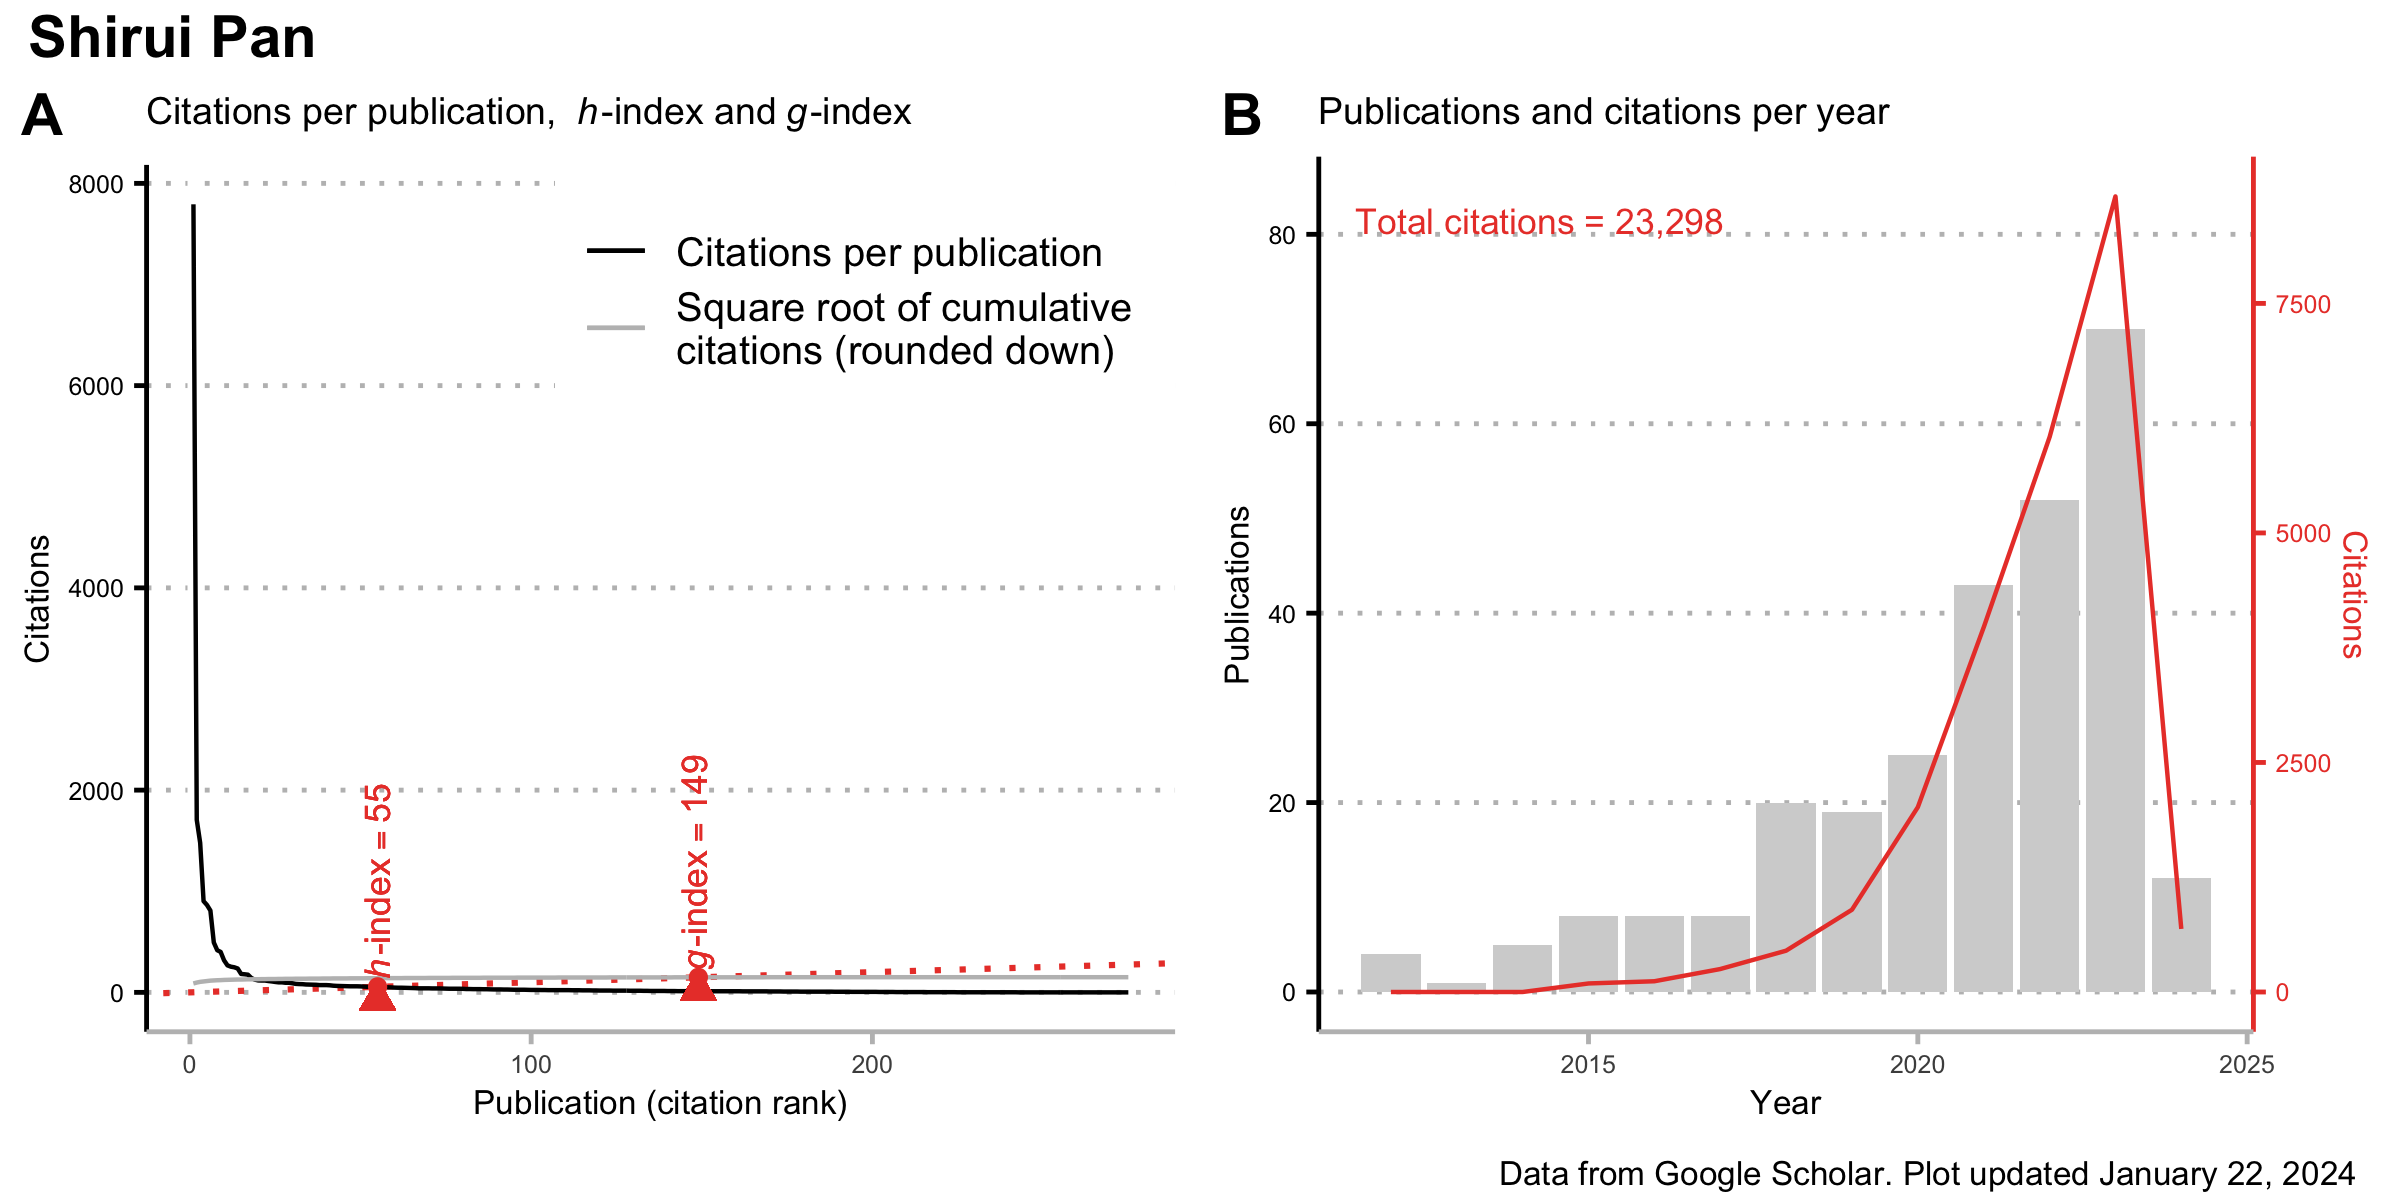 Shirui Pan
A
Citations per publication, h-index and g-index
8000
6000
4000
2000
0
Citations
Citations per publication
Square root of cumulative
citations (rounded down)
h-index = 55
g-index = 149
0
100
200
Publication (citation rank)
B
Publications and citations per year
Total citations = 23,298
80
60
40
20
0
Publications
7500
5000
2500
0
Citations
2015
2020
2025
Year
Data from Google Scholar. Plot updated January 22, 2024